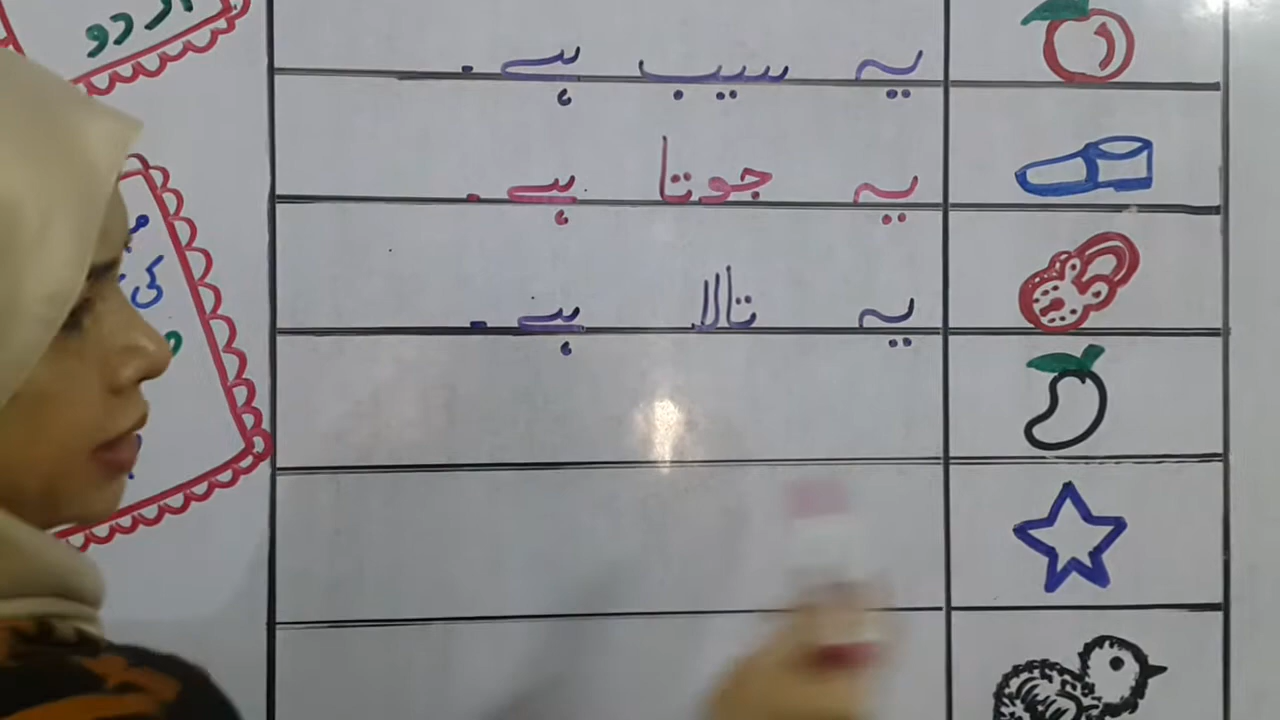 اردو
یہ سیب ہے۔
یہ جوتا ہے۔
یہ تالا ہے۔